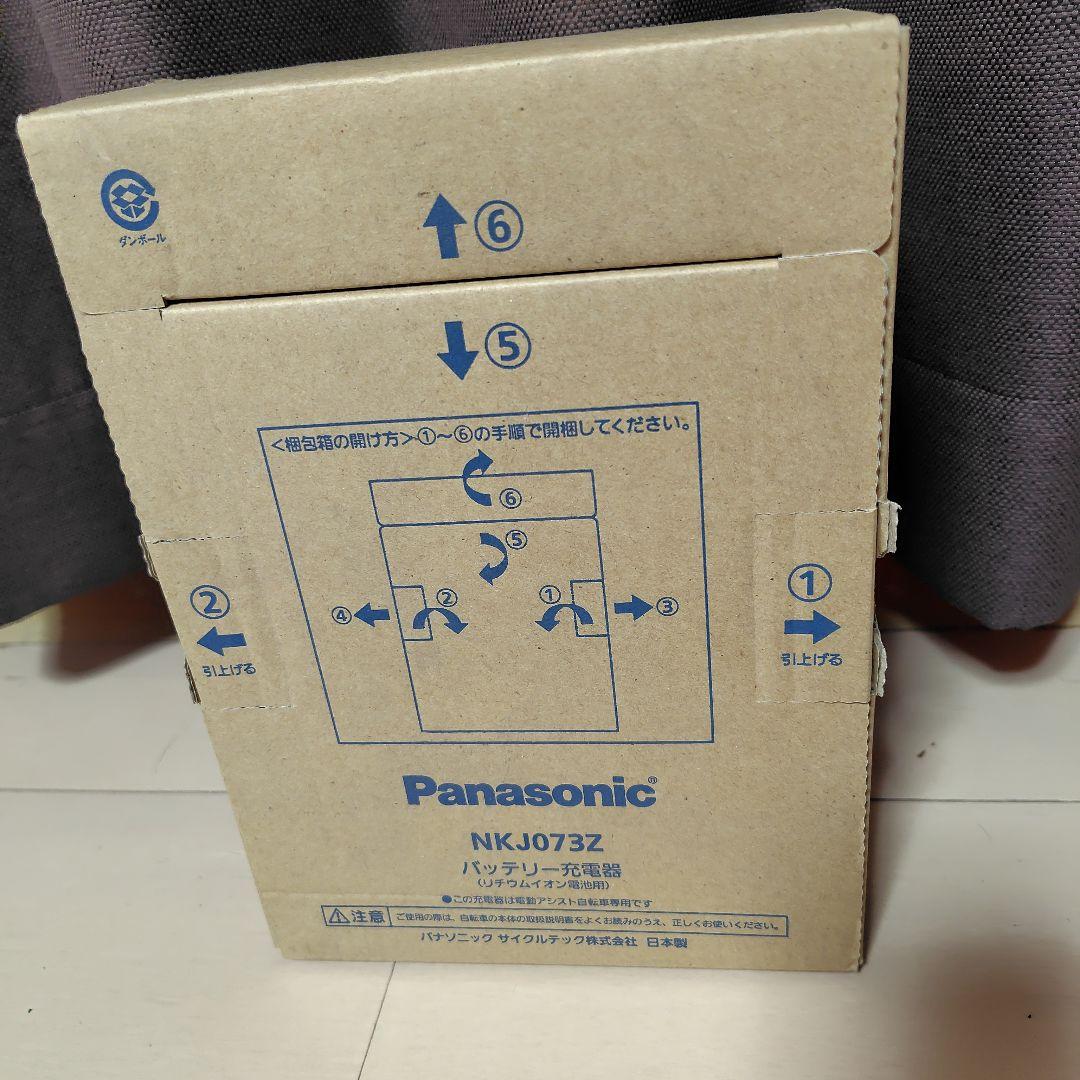 ダンボール
⑥
⑤
<梱包箱の開け方>①~⑥の手順で開梱してください。
⑥
⑤
② ①
④ ③
②
引上げる
①
引上げる
Panasonic®
NKJ073Z
バッテリー充電器
(リチウムイオン電池用)
●この充電器は電動アシスト自転車専用です
⚠注意 ご使用の際は、自転車の本体の取扱説明書をよくお読みのうえ、正しくお使いください。
パナソニック サイクルテック株式会社 日本製